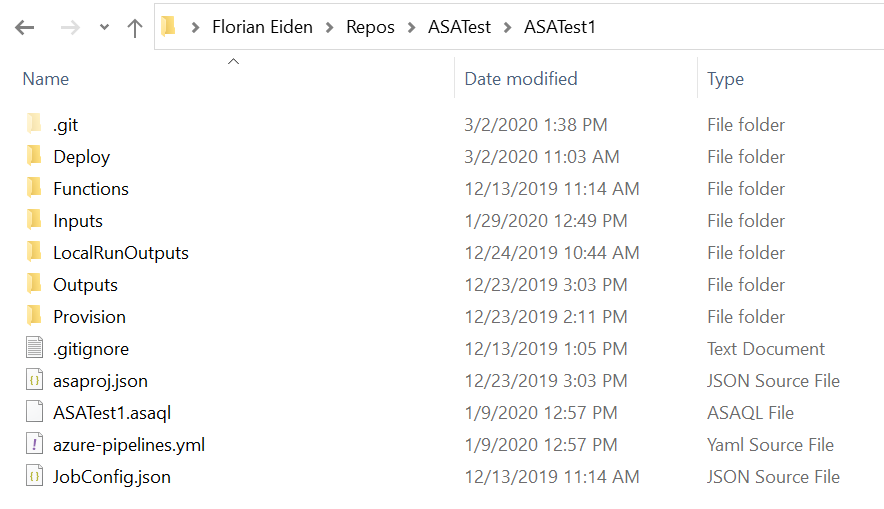 Florian Eiden > Repos > ASATest > ASATest1
Name Date modified Type
.git 3/2/2020 1:38 PM File folder
Deploy 3/2/2020 11:03 AM File folder
Functions 12/13/2019 11:14 AM File folder
Inputs 1/29/2020 12:49 PM File folder
LocalRunOutputs 12/24/2019 10:44 AM File folder
Outputs 12/23/2019 3:03 PM File folder
Provision 12/23/2019 2:11 PM File folder
.gitignore 12/13/2019 1:05 PM Text Document
asaproj.json 12/23/2019 3:03 PM JSON Source File
ASATest1.asaql 1/9/2020 12:57 PM ASAQL File
azure-pipelines.yml 1/9/2020 12:57 PM Yaml Source File
JobConfig.json 12/13/2019 11:14 AM JSON Source File